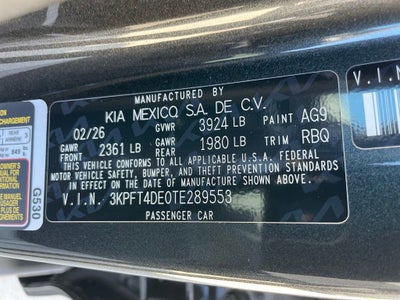 MANUFACTURED BY
KIA MEXICO, S.A. DE C.V.
02/26 GVWR 3924 LB PAINT AG9
GAWR FRONT 2361 LB GAWR REAR 1980 LB TRIM RBQ
THIS VEHICLE CONFORMS TO ALL APPLICABLE U.S.A. FEDERAL
MOTOR VEHICLE SAFETY, BUMPER, AND THEFT PREVENTION STANDARDS
IN EFFECT ON THE DATE OF MANUFACTURE SHOWN ABOVE.
V.I.N. 3KPFT4DE0TE289553
PASSENGER CAR
V.I.N
G530